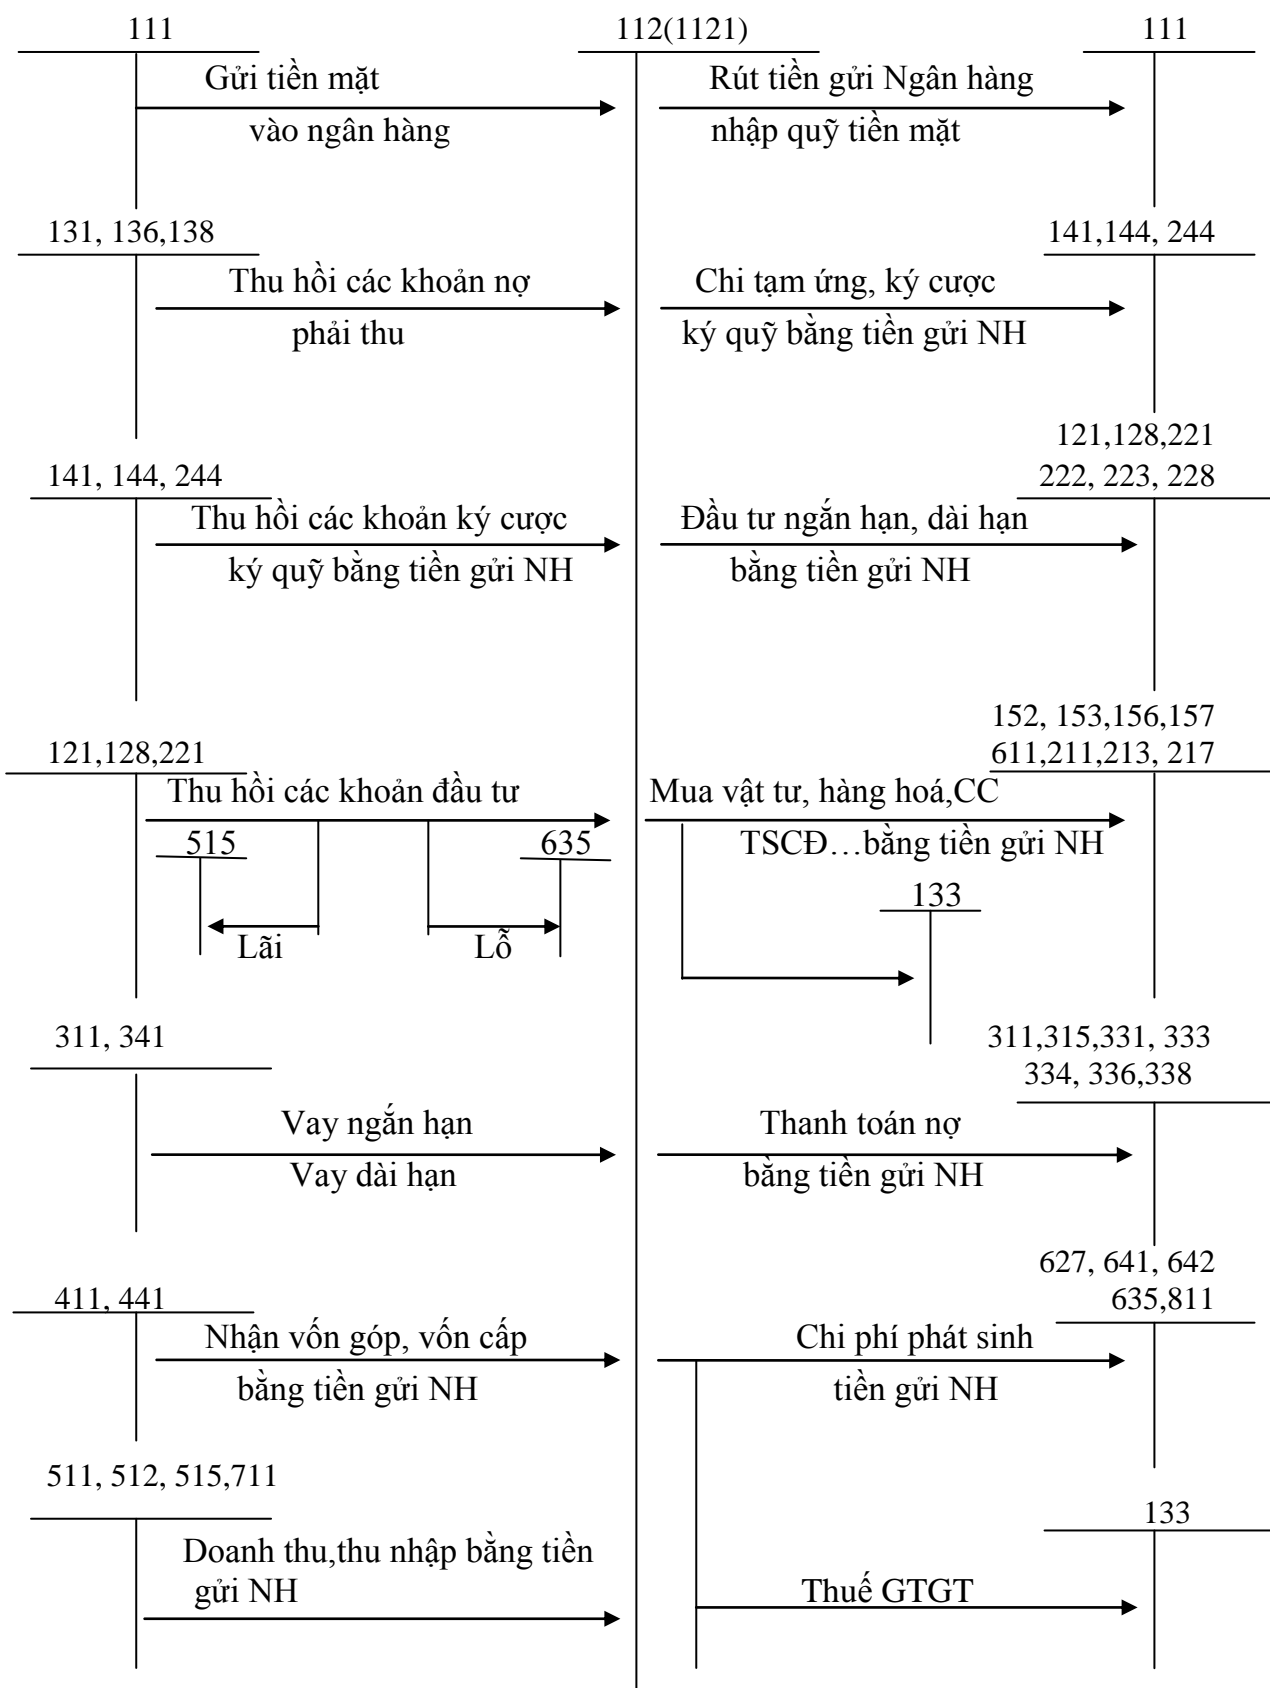 111
112(1121)
111
Gửi tiền mặt
vào ngân hàng
Rút tiền gửi Ngân hàng
nhập quỹ tiền mặt
131, 136,138
141,144, 244
Thu hồi các khoản nợ
phải thu
Chi tạm ứng, ký cược
ký quỹ bằng tiền gửi NH
141, 144, 244
121,128,221
222, 223, 228
Thu hồi các khoản ký cược
ký quỹ bằng tiền gửi NH
Đầu tư ngắn hạn, dài hạn
bằng tiền gửi NH
121,128,221
152, 153,156,157
611,211,213, 217
Thu hồi các khoản đầu tư
515
635
Lãi
Lỗ
Mua vật tư, hàng hoá,CC
TSCĐ…bằng tiền gửi NH
133
311, 341
311,315,331, 333
334, 336,338
Vay ngắn hạn
Vay dài hạn
Thanh toán nợ
bằng tiền gửi NH
411, 441
627, 641, 642
635,811
Nhận vốn góp, vốn cấp
bằng tiền gửi NH
Chi phí phát sinh
tiền gửi NH
511, 512, 515,711
133
Doanh thu,thu nhập bằng tiền
gửi NH
Thuế GTGT